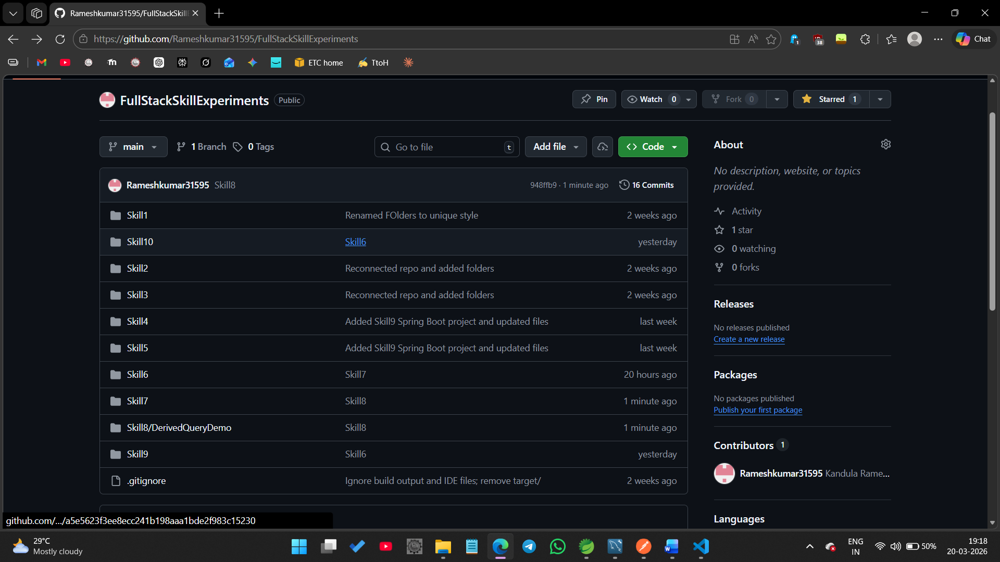 Rameshkumar31595/FullStackSkill
https://github.com/Rameshkumar31595/FullStackSkillExperiments
1
38
Chat
ETC home
TtoH
FullStackSkillExperiments
Public
Pin
Watch 0
Fork 0
Starred 1
main
1 Branch
0 Tags
Go to file
t
Add file
Code
Rameshkumar31595 Skill8
948ffb9 · 1 minute ago
16 Commits
Skill1 Renamed FOlders to unique style 2 weeks ago
Skill10 Skill6 yesterday
Skill2 Reconnected repo and added folders 2 weeks ago
Skill3 Reconnected repo and added folders 2 weeks ago
Skill4 Added Skill9 Spring Boot project and updated files last week
Skill5 Added Skill9 Spring Boot project and updated files last week
Skill6 Skill7 20 hours ago
Skill7 Skill8 1 minute ago
Skill8/DerivedQueryDemo Skill8 1 minute ago
Skill9 Skill6 yesterday
.gitignore Ignore build output and IDE files; remove target/ 2 weeks ago
About
No description, website, or topics
provided.
Activity
1 star
0 watching
0 forks
Releases
No releases published
Create a new release
Packages
No packages published
Publish your first package
Contributors 1
Rameshkumar31595 Kandula Rame...
Languages
github.com/.../a5e5623f3ee8ecc241b198aaa1bde2f983c15230
29°C
Mostly cloudy
ENG
IN
50%
19:18
20-03-2026